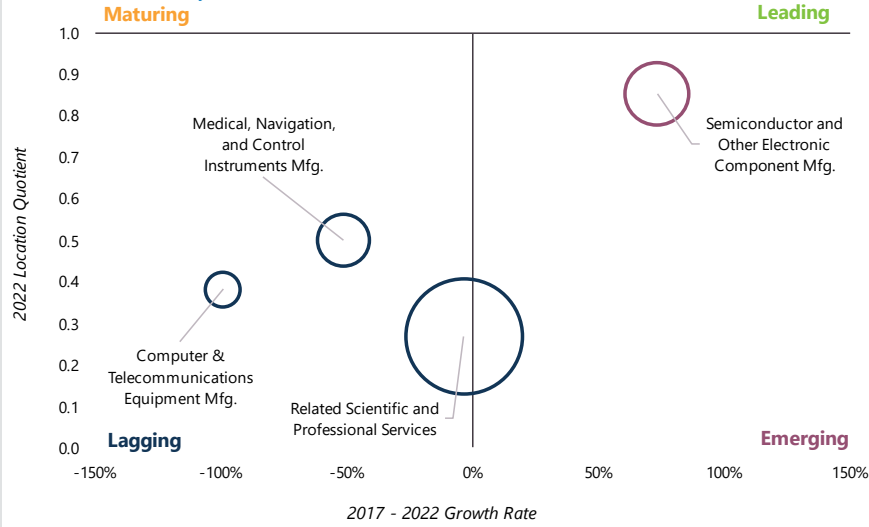 Maturing
Leading
1.0
0.9
0.8
0.7
0.6
0.5
0.4
0.3
0.2
0.1
0.0
2022 Location Quotient
Medical, Navigation,
and Control
Instruments Mfg.
Semiconductor and
Other Electronic
Component Mfg.
Computer &
Telecommunications
Equipment Mfg.
Related Scientific and
Professional Services
Lagging
Emerging
-150%
-100%
-50%
0%
50%
100%
150%
2017 - 2022 Growth Rate